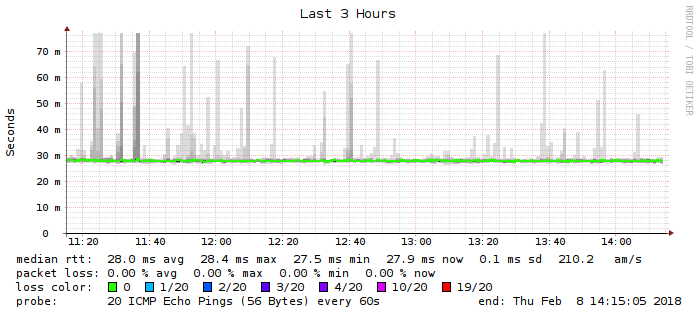 Last 3 Hours
RRDTOOL / TOBI OETIKER
Seconds
70 m
60 m
50 m
40 m
30 m
20 m
10 m
0
11:20 11:40 12:00 12:20 12:40 13:00 13:20 13:40 14:00
median rtt: 28.0 ms avg 28.4 ms max 27.5 ms min 27.9 ms now 0.1 ms sd 210.2 am/s
packet loss: 0.00 % avg 0.00 % max 0.00 % min 0.00 % now
loss color: 0 1/20 2/20 3/20 4/20 10/20 19/20
probe: 20 ICMP Echo Pings (56 Bytes) every 60s end: Thu Feb 8 14:15:05 2018